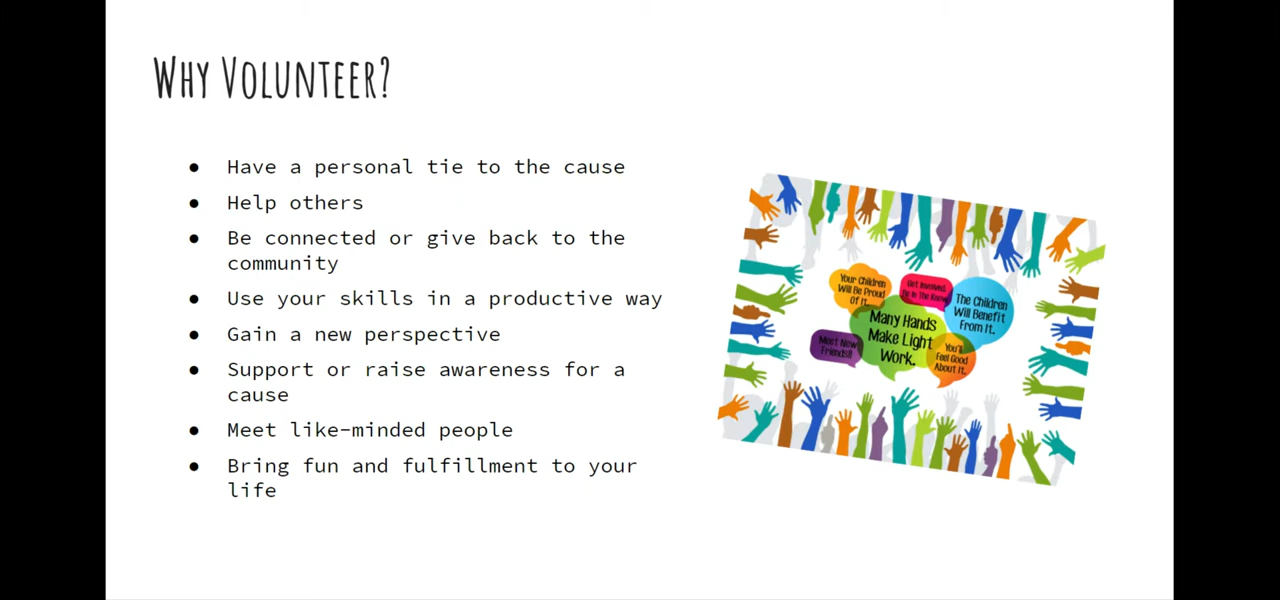 Why Volunteer?
● Have a personal tie to the cause
● Help others
● Be connected or give back to the
community
● Use your skills in a productive way
● Gain a new perspective
● Support or raise awareness for a
cause
● Meet like-minded people
● Bring fun and fulfillment to your
life
Your Children
Will Be Proud
Of It.
Get Involved.
Be In The Know.
The Children
Will Benefit
From It.
Many Hands
Make Light
Work.
Meet New
Friends!!
You'll
Feel Good
About It.